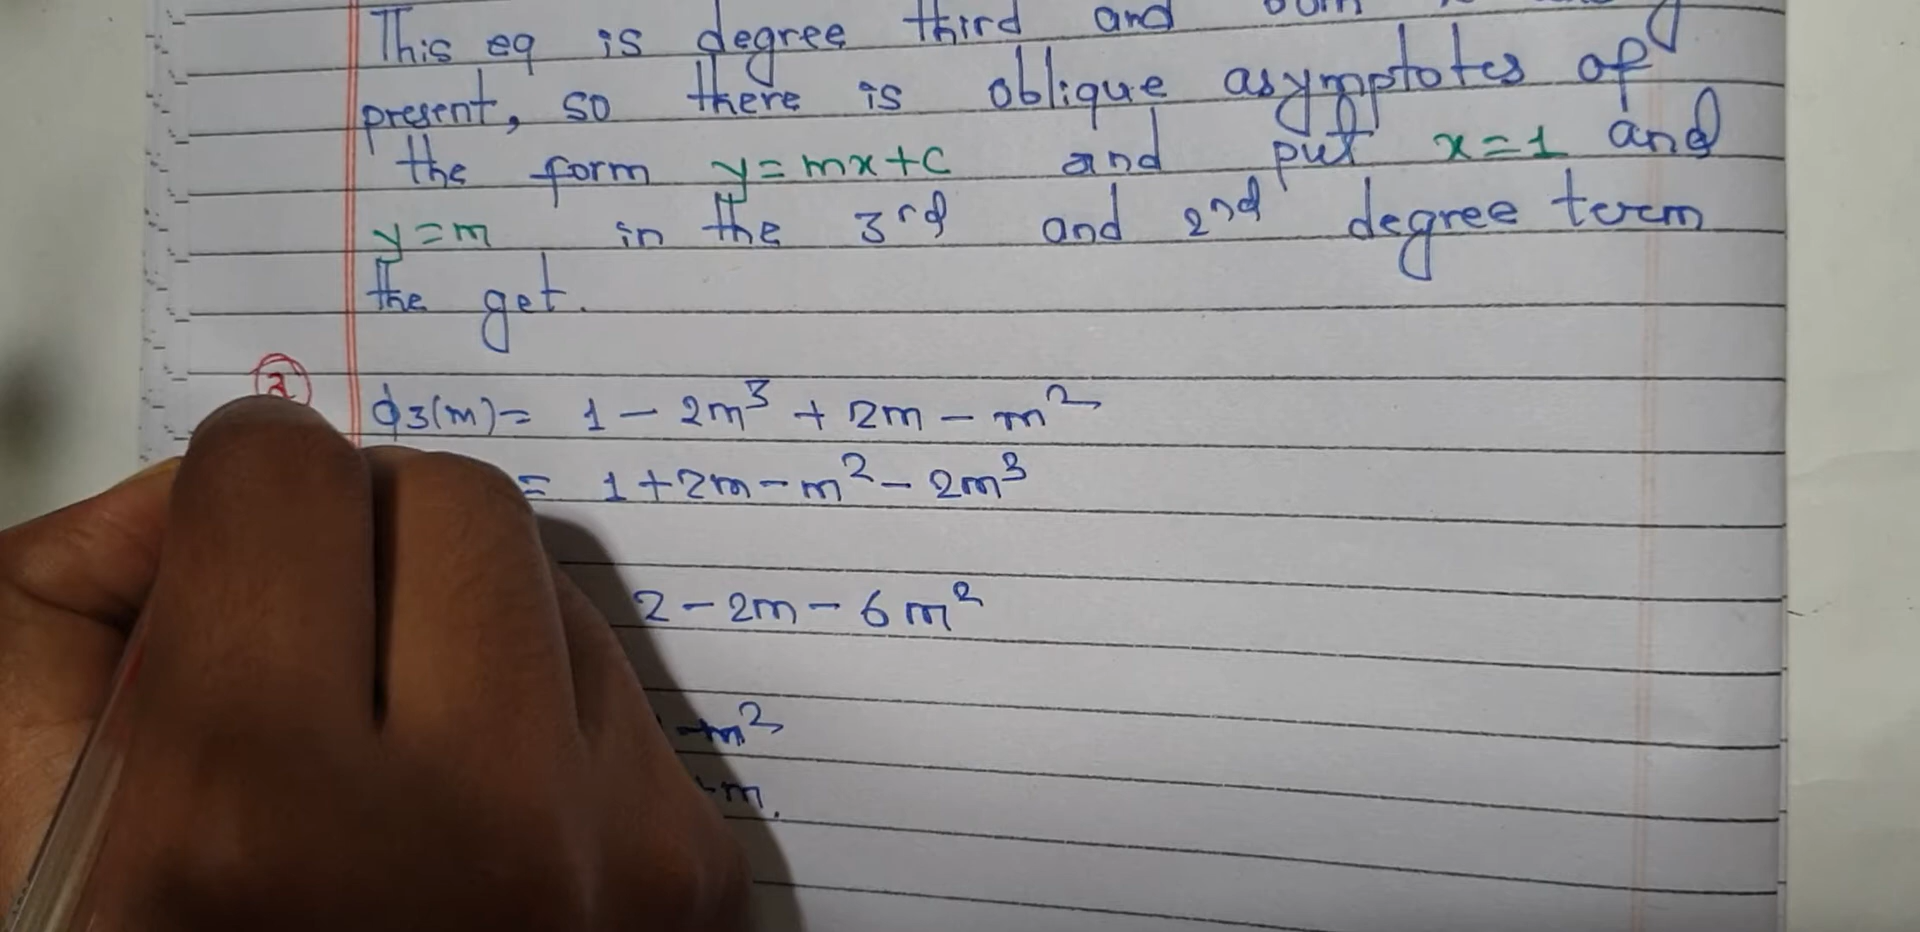 This eq is degree third and
present, so there is oblique asymptotes of
the form y=mx+c and put x=1 and
y=m in the 3rd and 2nd degree term
the get.
2
ϕ3(m)= 1 - 2m³ + 2m - m²
= 1+2m-m²-2m³
2-2m-6m²
-m²
m.